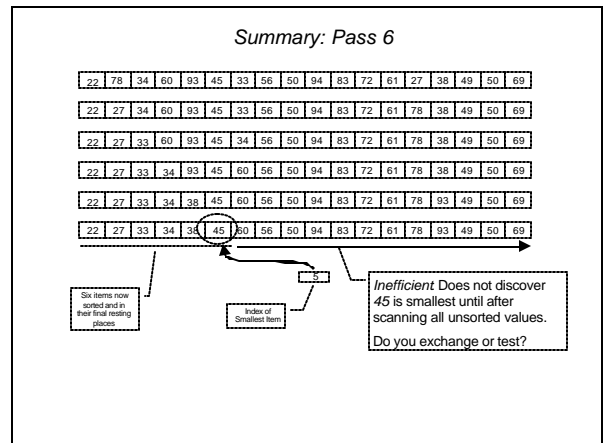 Summary: Pass 6
22 78 34 60 93 45 33 56 50 94 83 72 61 27 38 49 50 69
22 27 34 60 93 45 33 56 50 94 83 72 61 78 38 49 50 69
22 27 33 60 93 45 34 56 50 94 83 72 61 78 38 49 50 69
22 27 33 34 93 45 60 56 50 94 83 72 61 78 38 49 50 69
22 27 33 34 38 45 60 56 50 94 83 72 61 78 93 49 50 69
22 27 33 34 38 45 60 56 50 94 83 72 61 78 93 49 50 69
Six items now
sorted and in
their final resting
places
5
Index of
Smallest Item
Inefficient Does not discover
45 is smallest until after
scanning all unsorted values.
Do you exchange or test?